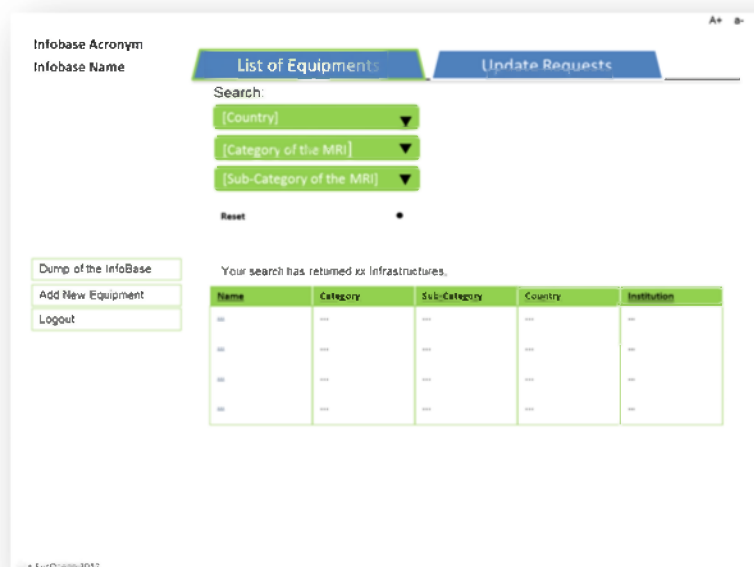 A+ a-
Infobase Acronym
Infobase Name
List of Equipments
Update Requests
Search:
[Country]
[Category of the MRI]
[Sub-Category of the MRI]
Reset
Dump of the InfoBase
Add New Equipment
Logout
Your search has returned xx Infrastructures.
Name Category Sub-Category Country Institution
... ... ... ... ...
... ... ... ... ...
... ... ... ... ...
... ... ... ... ...